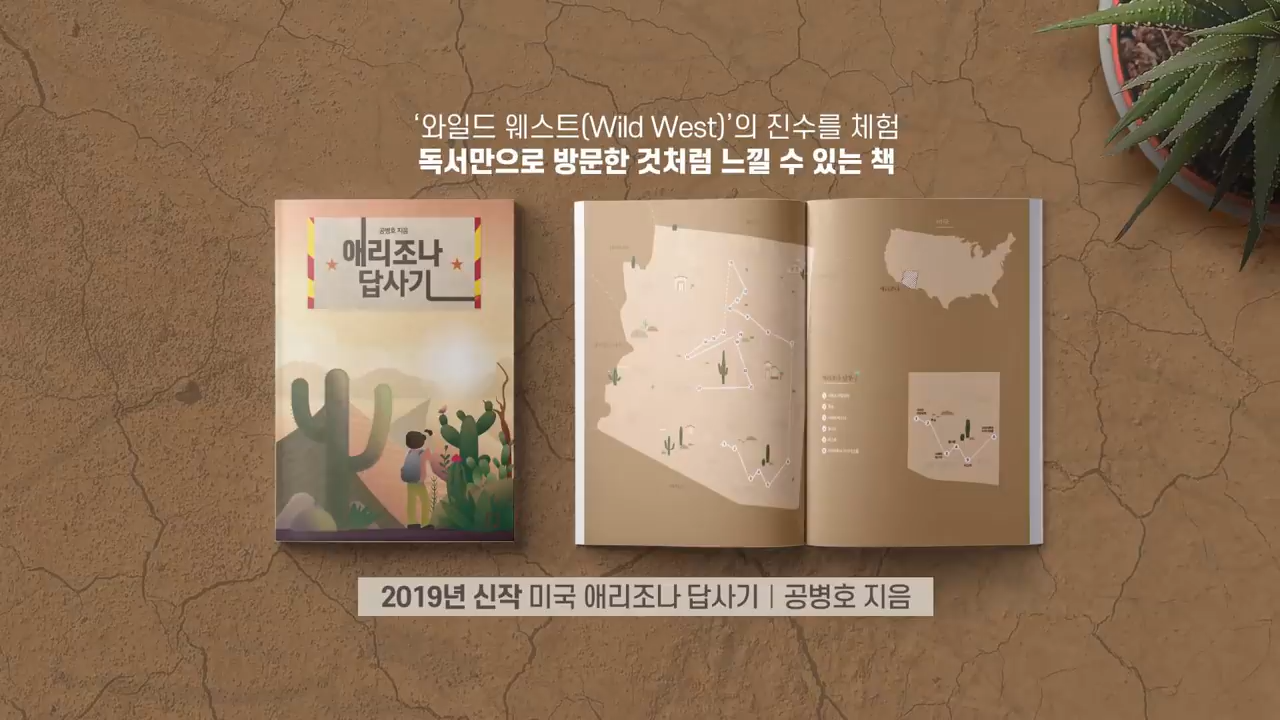 ‘와일드 웨스트(Wild West)’의 진수를 체험
독서만으로 방문한 것처럼 느낄 수 있는 책
공병호 지음
애리조나
답사기
2019년 신작 미국 애리조나 답사기 | 공병호 지음